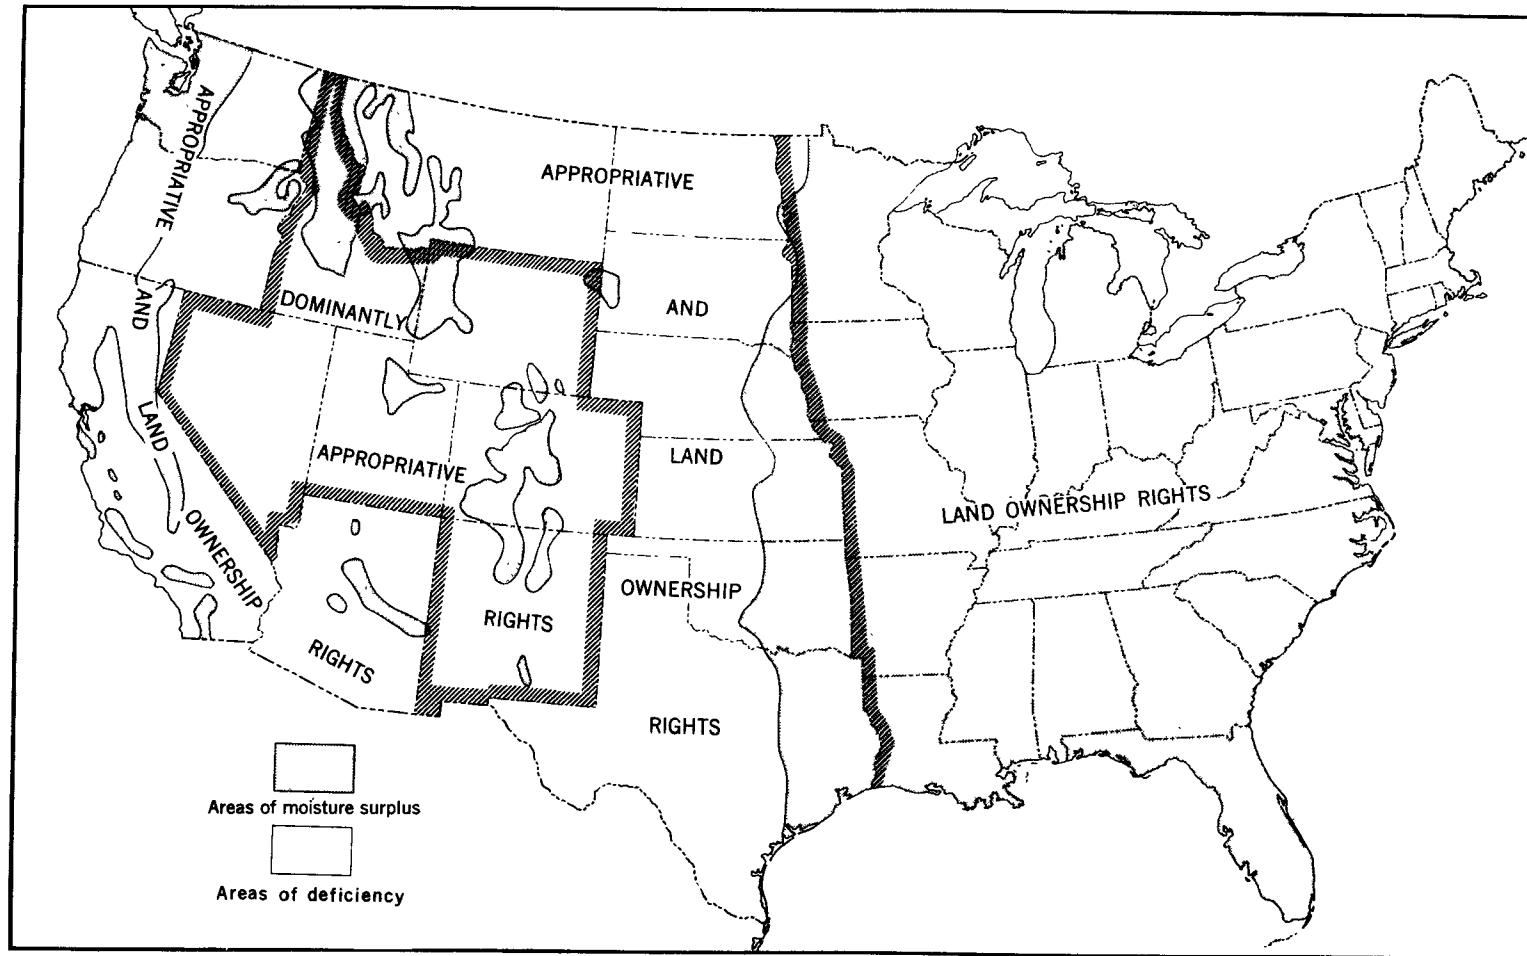 APPROPRIATIVE
AND
LAND
OWNERSHIP
RIGHTS
DOMINANTLY
APPROPRIATIVE
RIGHTS
APPROPRIATIVE
AND
LAND
OWNERSHIP
RIGHTS
LAND OWNERSHIP RIGHTS
Areas of moisture surplus
Areas of deficiency